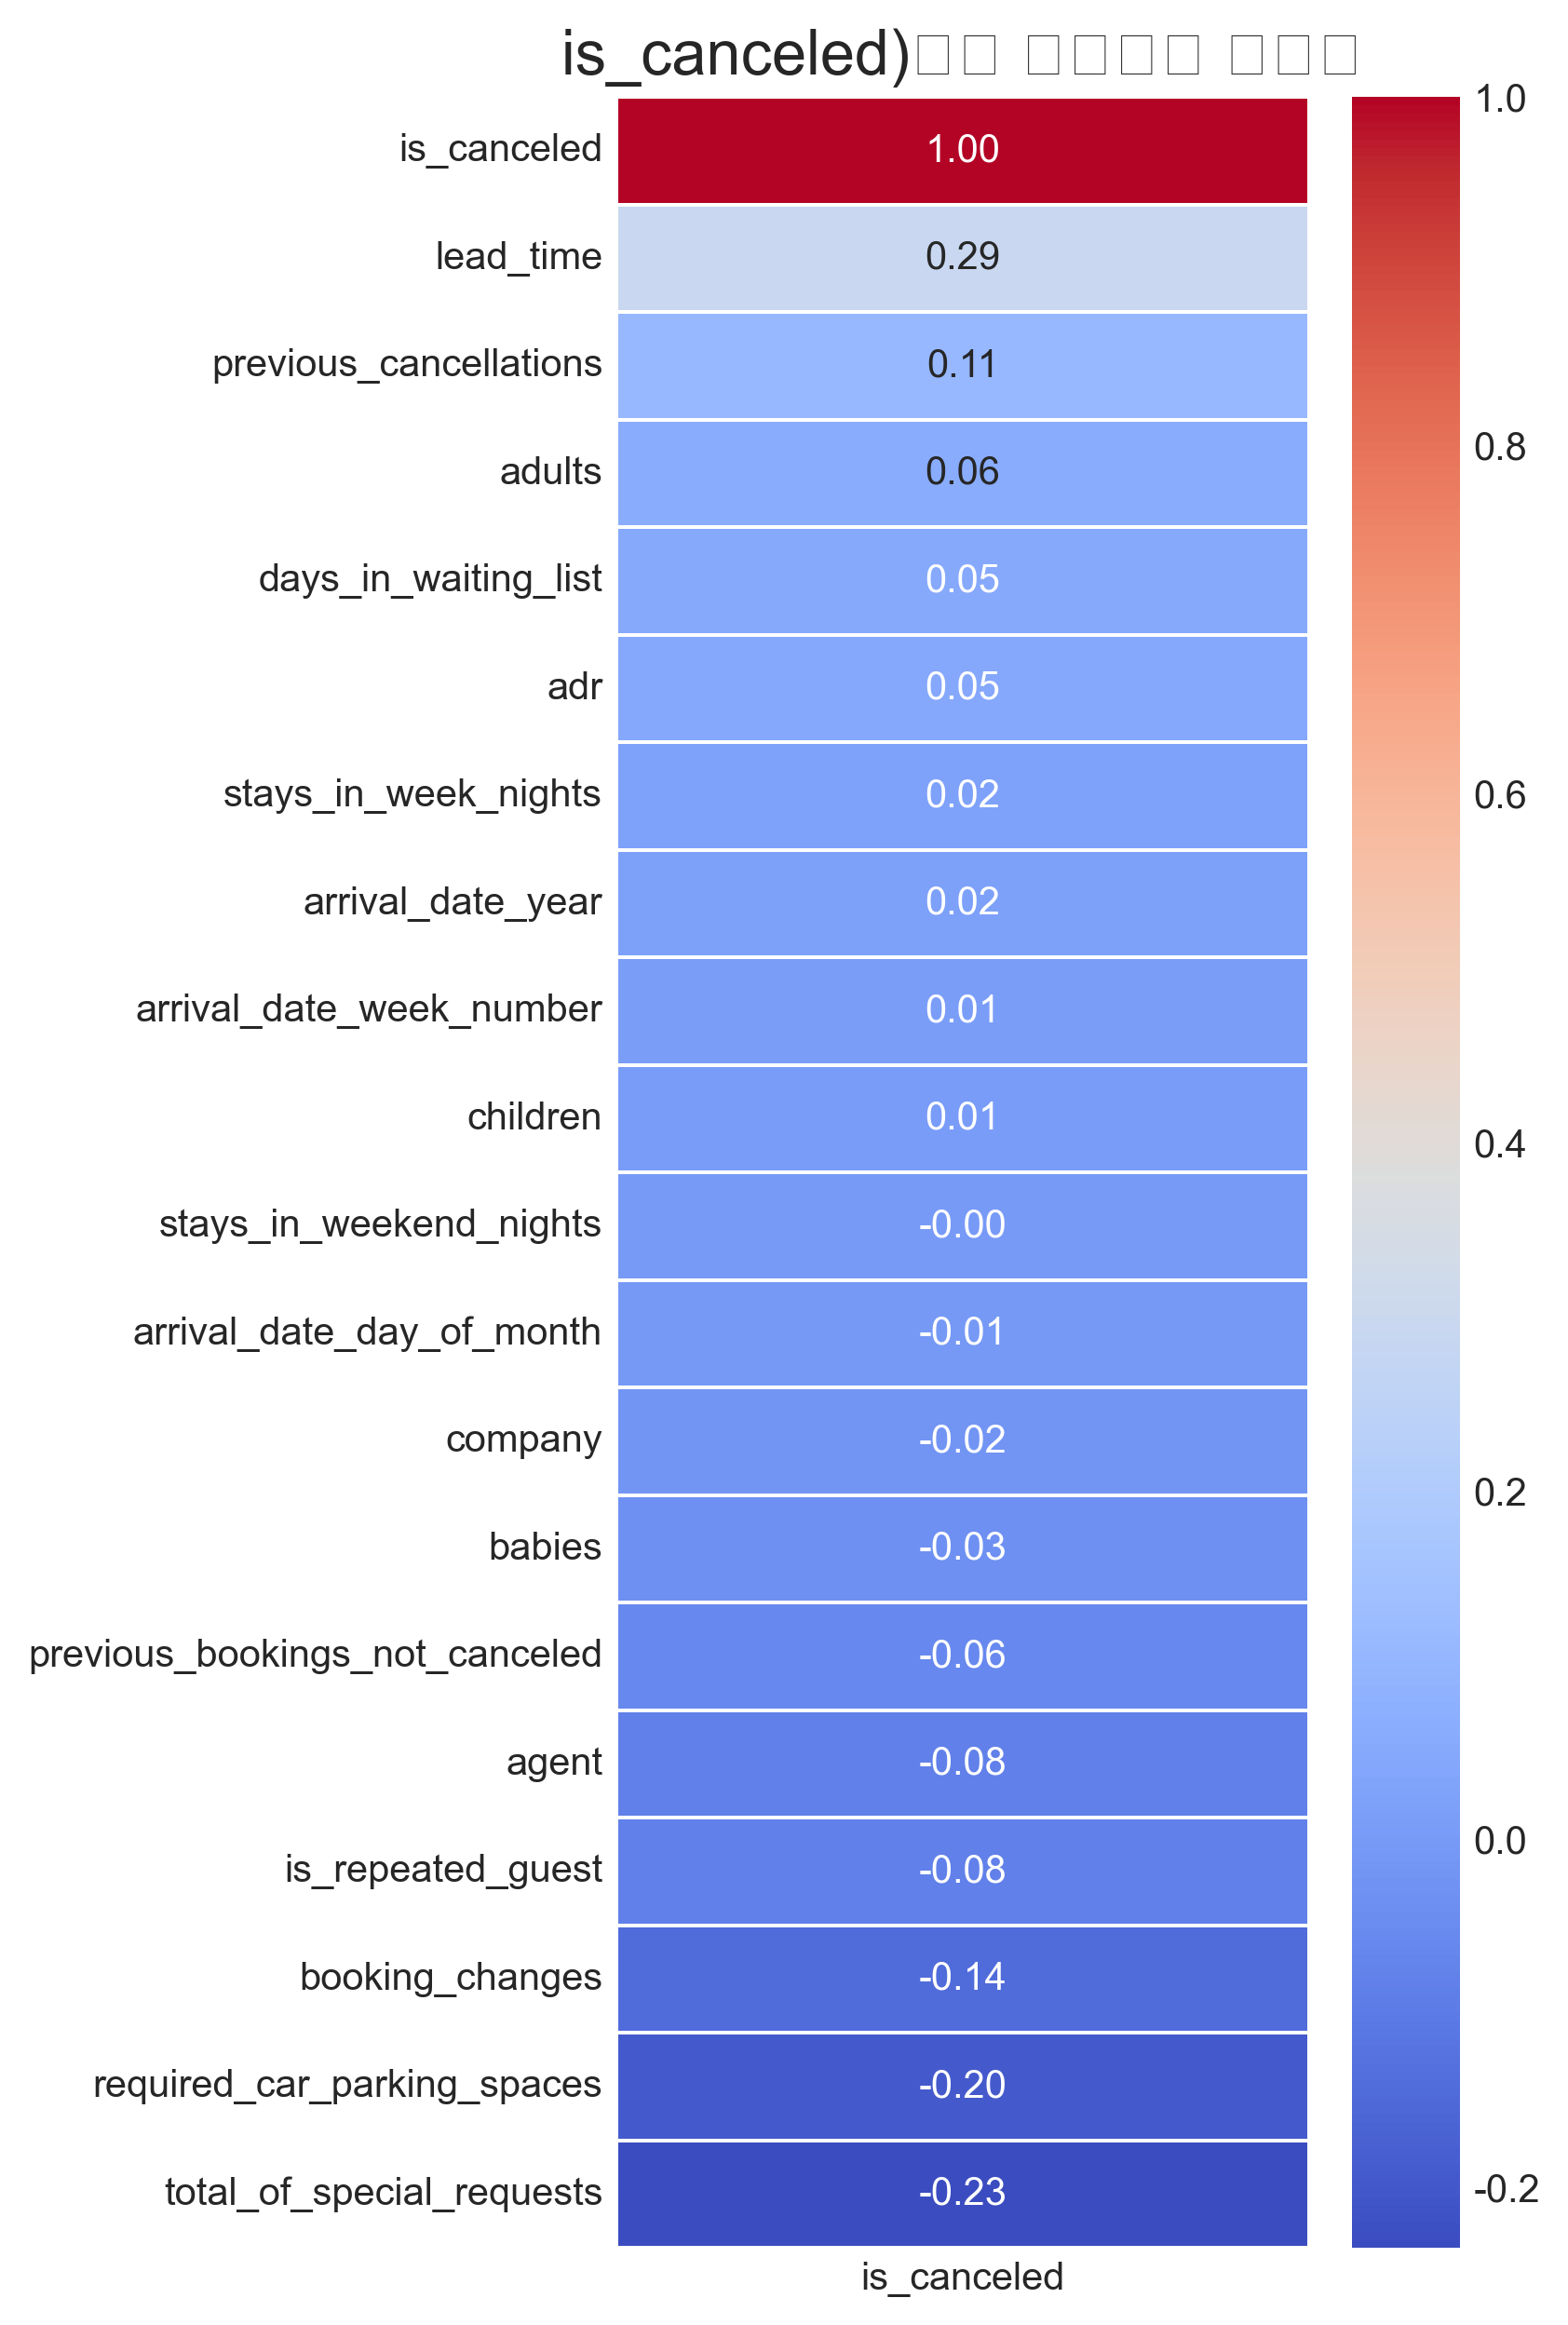 is_canceled)
is_canceled 1.00
lead_time 0.29
previous_cancellations 0.11
adults 0.06
days_in_waiting_list 0.05
adr 0.05
stays_in_week_nights 0.02
arrival_date_year 0.02
arrival_date_week_number 0.01
children 0.01
stays_in_weekend_nights -0.00
arrival_date_day_of_month -0.01
company -0.02
babies -0.03
previous_bookings_not_canceled -0.06
agent -0.08
is_repeated_guest -0.08
booking_changes -0.14
required_car_parking_spaces -0.20
total_of_special_requests -0.23
is_canceled
1.0
0.8
0.6
0.4
0.2
0.0
-0.2